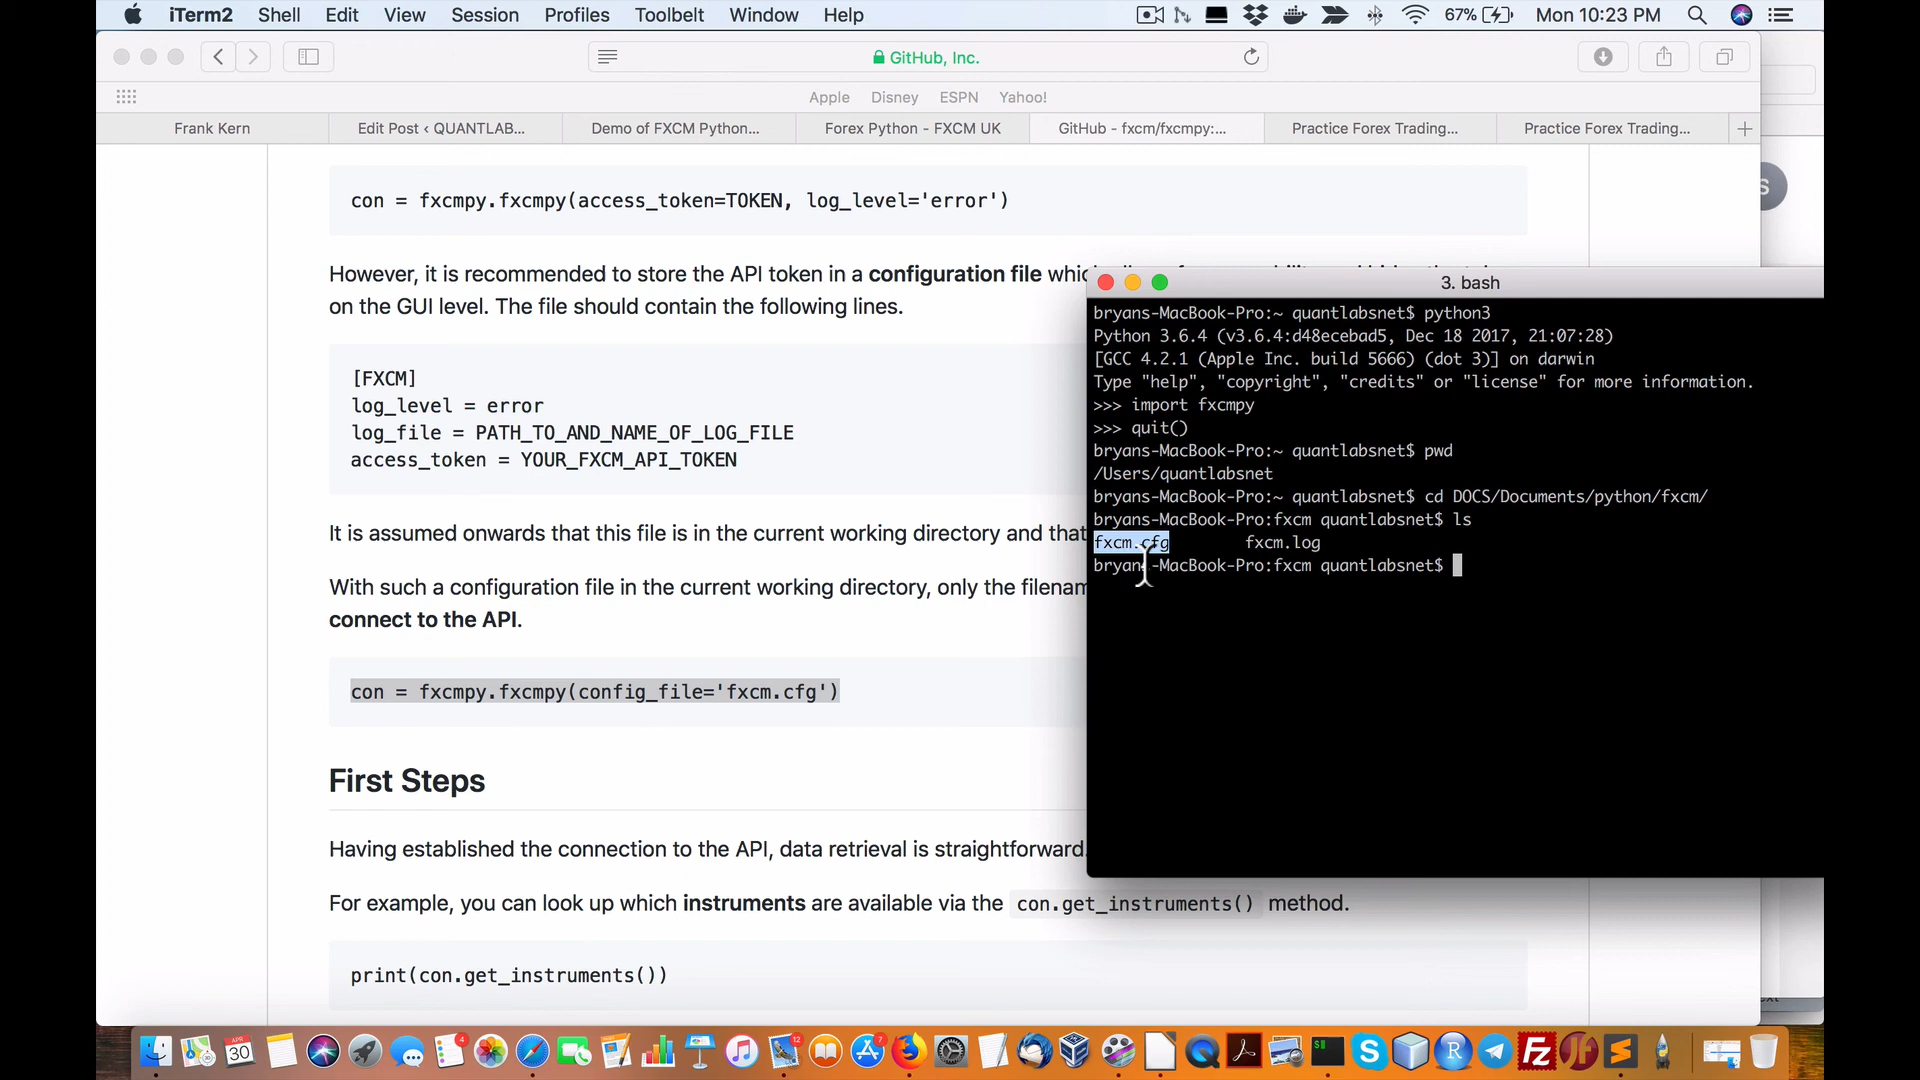 iTerm2 Shell Edit View Session Profiles Toolbelt Window Help 67% Mon 10:23 PM
GitHub, Inc.
Apple Disney ESPN Yahoo!
Frank Kern Edit Post ‹ QUANTLAB... Demo of FXCM Python... Forex Python - FXCM UK GitHub - fxcm/fxcmpy:... Practice Forex Trading... Practice Forex Trading...
con = fxcmpy.fxcmpy(access_token=TOKEN, log_level='error')
However, it is recommended to store the API token in a configuration file
on the GUI level. The file should contain the following lines.
[FXCM]
log_level = error
log_file = PATH_TO_AND_NAME_OF_LOG_FILE
access_token = YOUR_FXCM_API_TOKEN
It is assumed onwards that this file is in the current working directory and that
With such a configuration file in the current working directory, only the filenam
connect to the API.
con = fxcmpy.fxcmpy(config_file='fxcm.cfg')
First Steps
Having established the connection to the API, data retrieval is straightforward.
For example, you can look up which instruments are available via the con.get_instruments() method.
print(con.get_instruments())
3. bash
bryans-MacBook-Pro:~ quantlabsnet$ python3
Python 3.6.4 (v3.6.4:d48ecebad5, Dec 18 2017, 21:07:28)
[GCC 4.2.1 (Apple Inc. build 5666) (dot 3)] on darwin
Type "help", "copyright", "credits" or "license" for more information.
>>> import fxcmpy
>>> quit()
bryans-MacBook-Pro:~ quantlabsnet$ pwd
/Users/quantlabsnet
bryans-MacBook-Pro:~ quantlabsnet$ cd DOCS/Documents/python/fxcm/
bryans-MacBook-Pro:fxcm quantlabsnet$ ls
fxcm.cfg fxcm.log
bryans-MacBook-Pro:fxcm quantlabsnet$